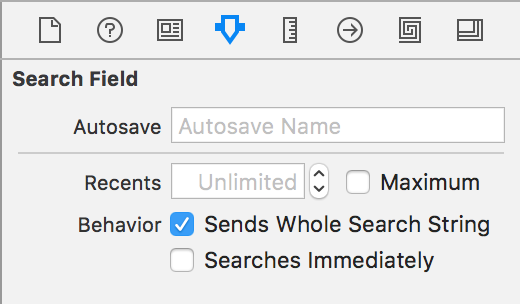 Search Field
Autosave Autosave Name
Recents Unlimited Maximum
Behavior Sends Whole Search String
Searches Immediately